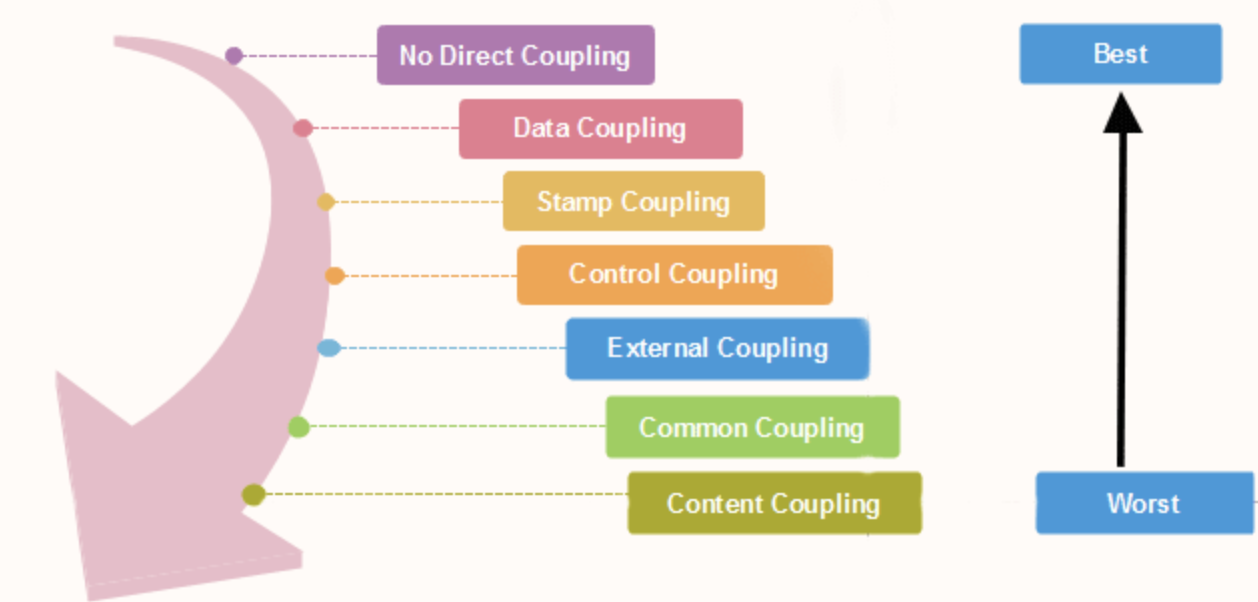 No Direct Coupling
Best
Data Coupling
Stamp Coupling
Control Coupling
External Coupling
Common Coupling
Content Coupling
Worst